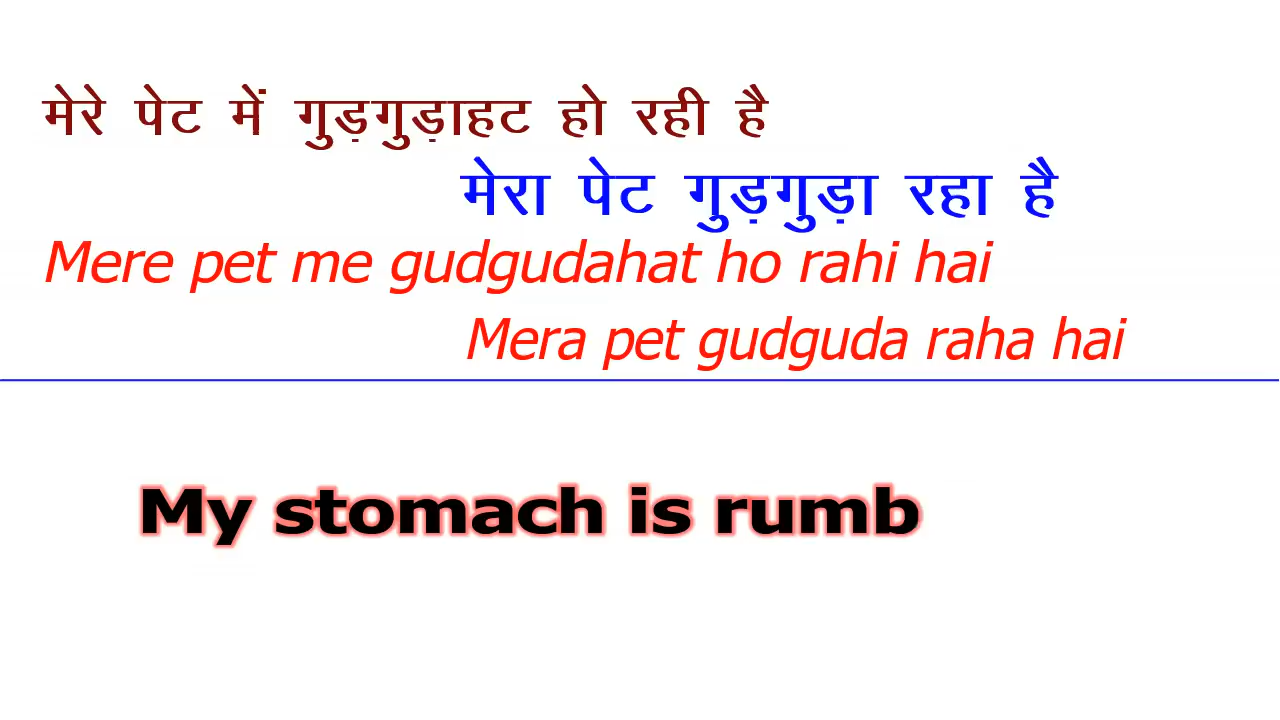 मेरे पेट में गुड़गुड़ाहट हो रही है
मेरा पेट गुड़गुड़ा रहा है
Mere pet me gudgudahat ho rahi hai
Mera pet gudguda raha hai
My stomach is rumb